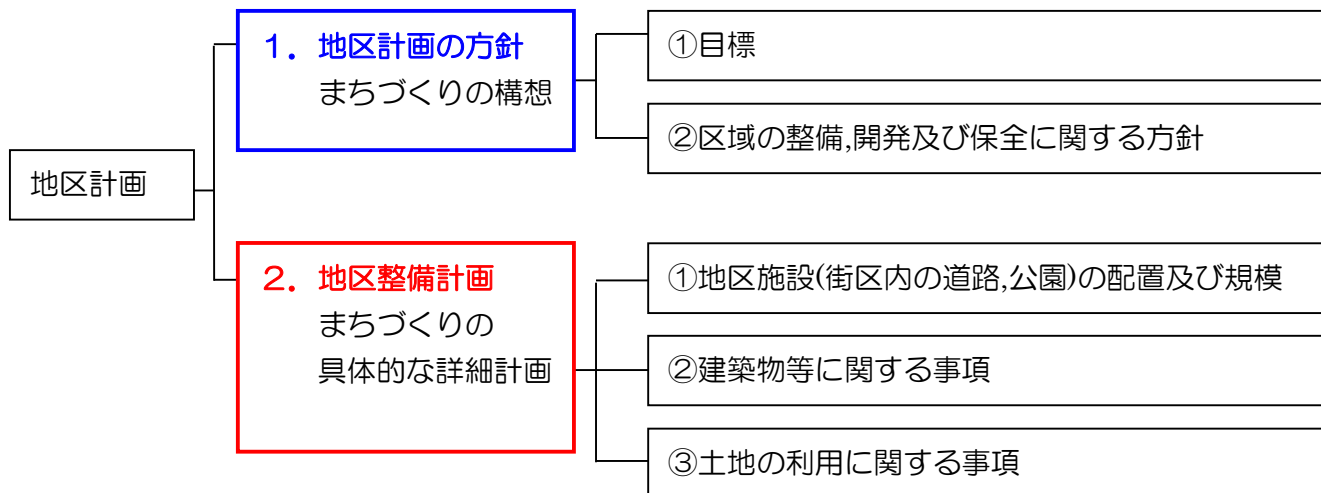 地区計画
１．地区計画の方針
まちづくりの構想
①目標
②区域の整備,開発及び保全に関する方針
２．地区整備計画
まちづくりの
具体的な詳細計画
①地区施設(街区内の道路,公園)の配置及び規模
②建築物等に関する事項
③土地の利用に関する事項